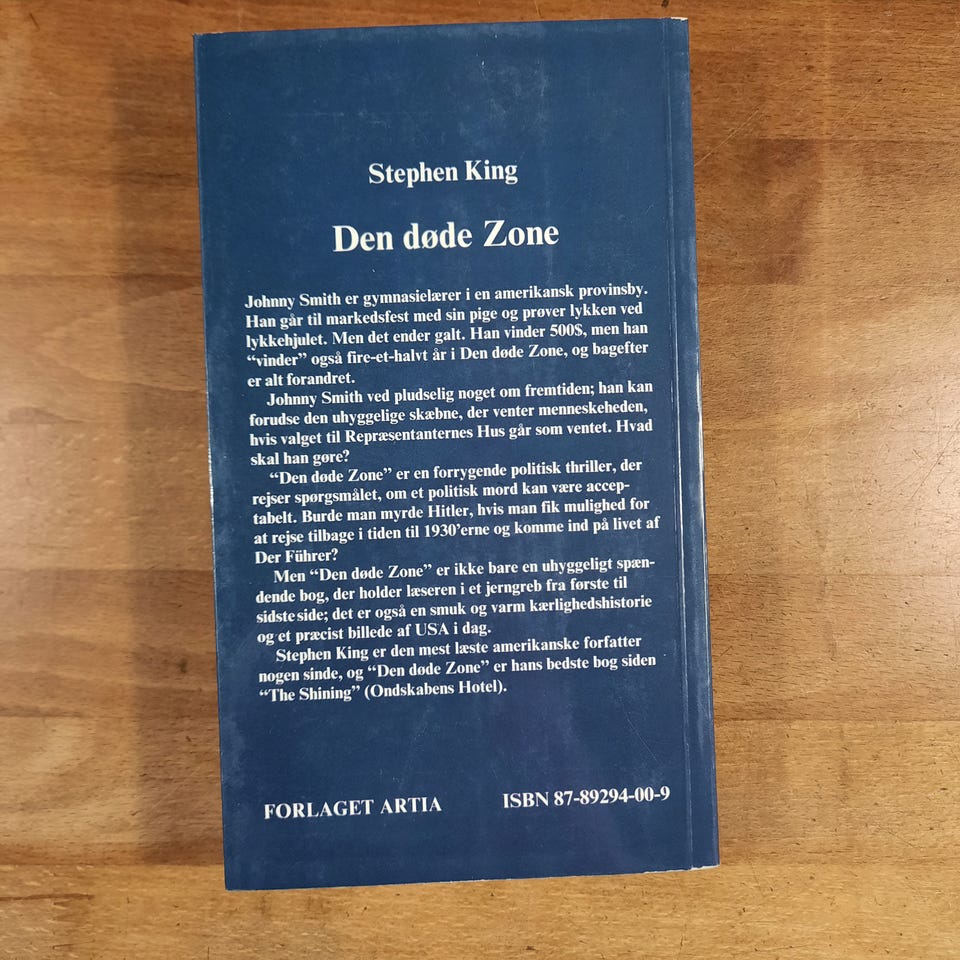 Stephen King
Den døde Zone
Johnny Smith er gymnasielærer i en amerikansk provinsby.
Han går til markedsfest med sin pige og prøver lykken ved
lykkehjulet. Men det ender galt. Han vinder 500$, men han
“vinder” også fire-et-halvt år i Den døde Zone, og bagefter
er alt forandret.
Johnny Smith ved pludselig noget om fremtiden; han kan
forudse den uhyggelige skæbne, der venter menneskeheden,
hvis valget til Repræsentanternes Hus går som ventet. Hvad
skal han gøre?
“Den døde Zone” er en forrygende politisk thriller, der
rejser spørgsmålet, om et politisk mord kan være accep-
tabelt. Burde man myrde Hitler, hvis man fik mulighed for
at rejse tilbage i tiden til 1930’erne og komme ind på livet af
Der Führer?
Men “Den døde Zone” er ikke bare en uhyggeligt spæn-
dende bog, der holder læseren i et jerngreb fra første til
sidste side; det er også en smuk og varm kærlighedshistorie
og et præcist billede af USA i dag.
Stephen King er den mest læste amerikanske forfatter
nogen sinde, og “Den døde Zone” er hans bedste bog siden
“The Shining” (Ondskabens Hotel).
FORLAGET ARTIA
ISBN 87-89294-00-9